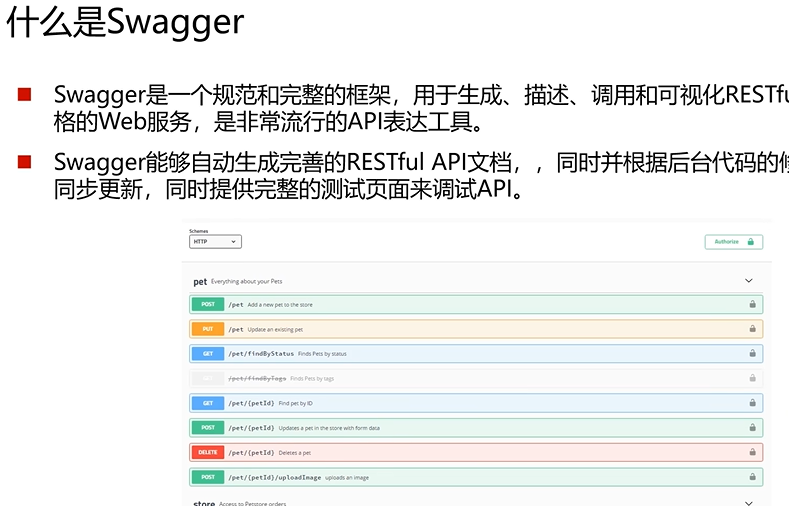 什么是Swagger
Swagger是一个规范和完整的框架，用于生成、描述、调用和可视化RESTfu
格的Web服务，是非常流行的API表达工具。
Swagger能够自动生成完善的RESTful API文档，，同时并根据后台代码的修
同步更新，同时提供完整的测试页面来调试API。
Schemes
HTTP
Authorize
pet Everything about your Pets
POST /pet Add a new pet to the store
PUT /pet Update an existing pet
GET /pet/findByStatus Finds Pets by status
GET /pet/findByTags Finds Pets by tags
GET /pet/{petId} Find pet by ID
POST /pet/{petId} Updates a pet in the store with form data
DELETE /pet/{petId} Deletes a pet
POST /pet/{petId}/uploadImage uploads an image
store Access to Petstore orders